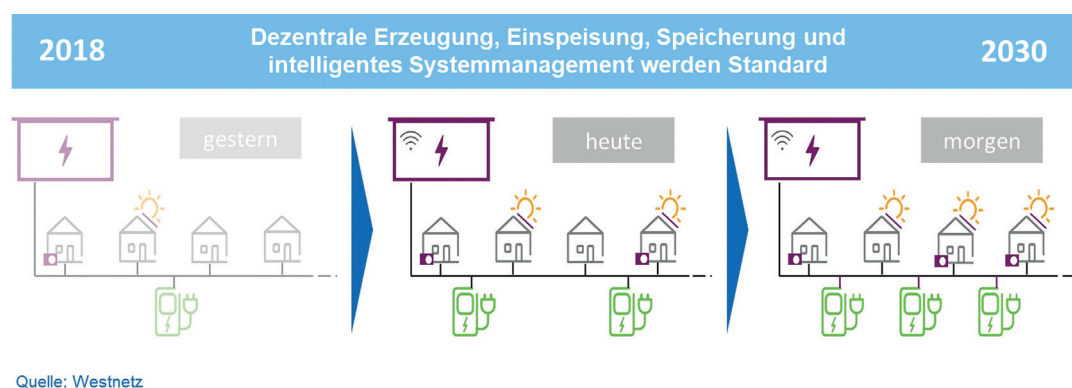 2018
Dezentrale Erzeugung, Einspeisung, Speicherung und
intelligentes Systemmanagement werden Standard
2030
gestern
heute
morgen
Quelle: Westnetz